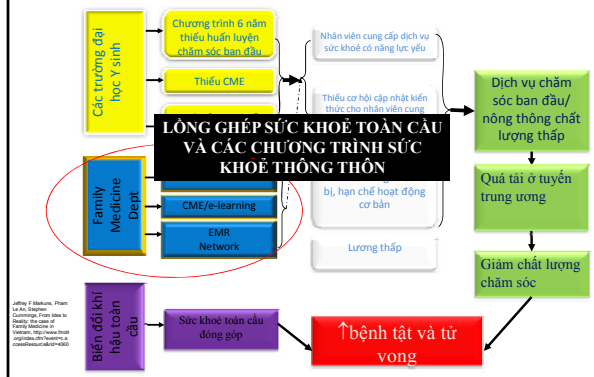 Các trường đại
học Y sinh
Chương trình 6 năm
thiếu huấn luyện
chăm sóc ban đầu
Thiếu CME
Nhân viên cung cấp dịch vụ
sức khoẻ có năng lực yếu
Thiếu cơ hội cập nhật kiến
thức cho nhân viên cung
LỒNG GHÉP SỨC KHOẺ TOÀN CẦU
VÀ CÁC CHƯƠNG TRÌNH SỨC
KHOẺ THÔNG THÔN
bị, hạn chế hoạt động
cơ bản
Lương thấp
Family
Medicine
Dept
CME/e-learning
EMR
Network
Dịch vụ chăm
sóc ban đầu/
nông thông chất
lượng thấp
Quá tải ở tuyến
trung ương
Giảm chất lượng
chăm sóc
Biến đổi khí
hậu toàn
cầu
Sức khoẻ toàn cầu
đóng góp
↑bệnh tật và tử
vong
Jeffrey F Markuns, Pham
Le An, Stephen
Cummings, From Idea to
Reality: the case of
Family Medicine in
Vietnam, http://www.fmdrl
.org/index.cfm?event=c.a
ccessResource&rid=4060